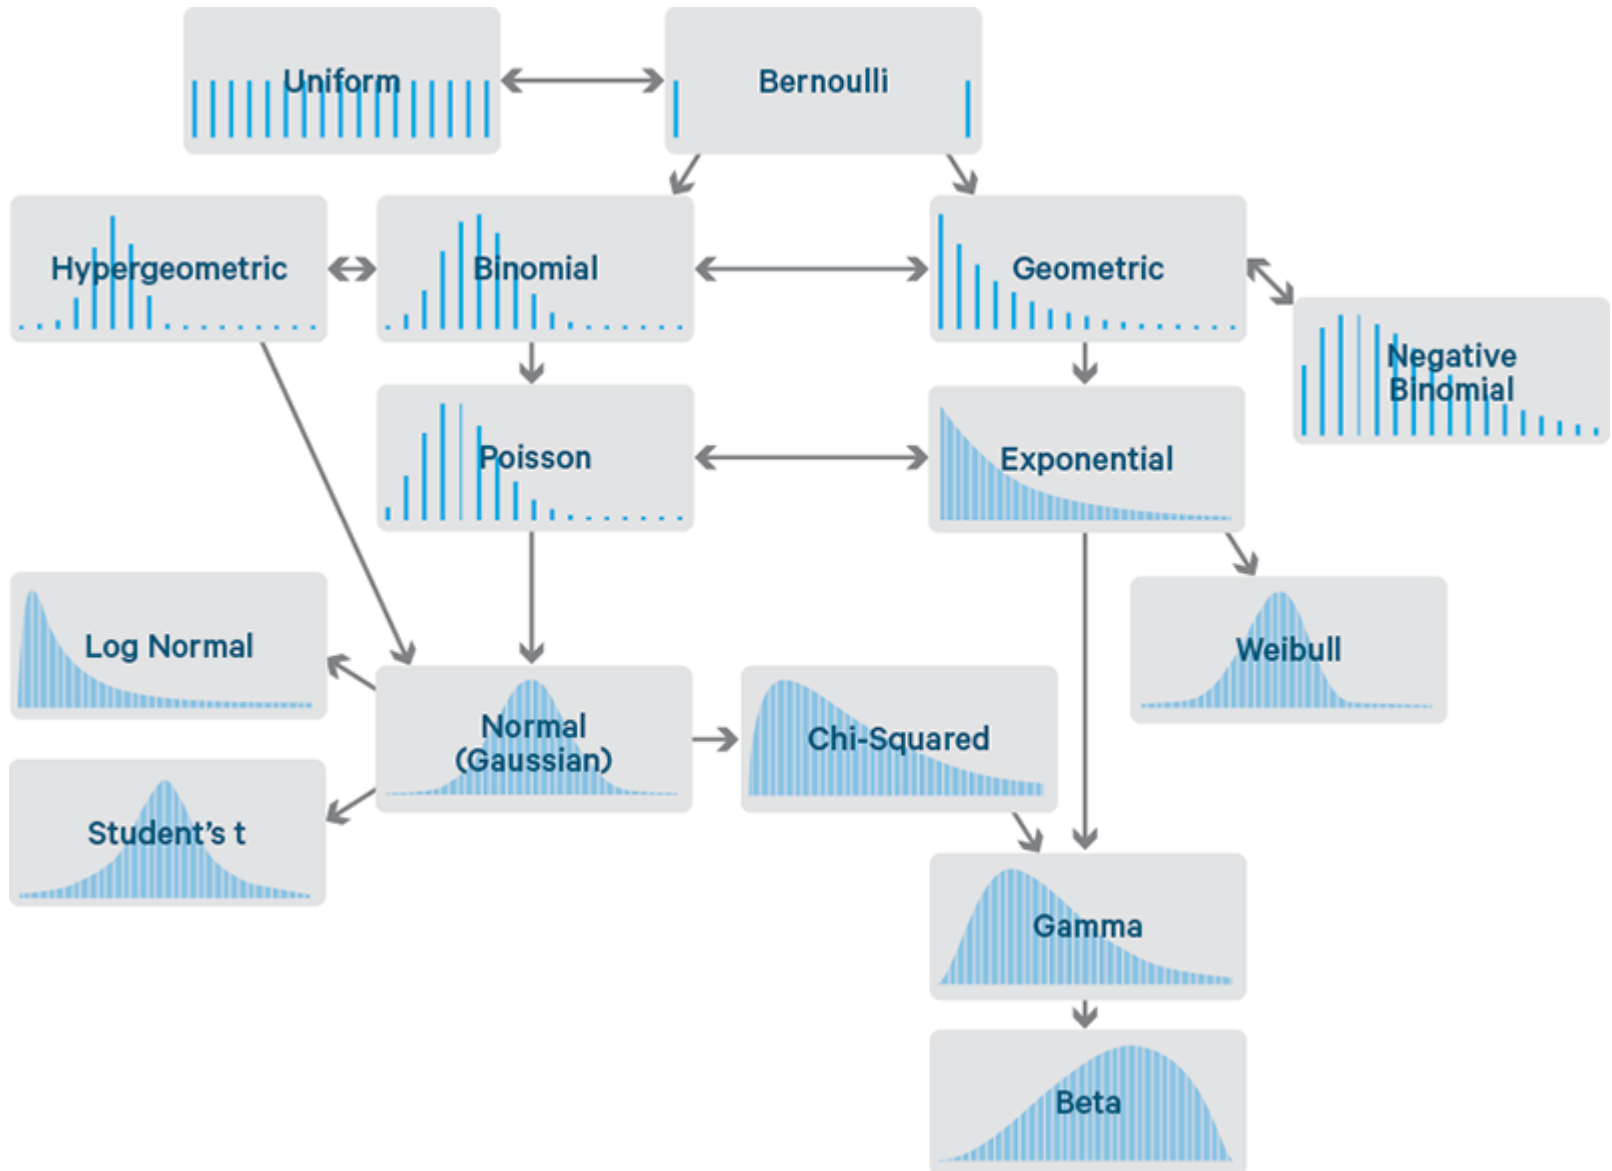 Uniform
Bernoulli
Hypergeometric
Binomial
Geometric
Negative
Binomial
Poisson
Exponential
Log Normal
Weibull
Normal
(Gaussian)
Chi-Squared
Student’s t
Gamma
Beta